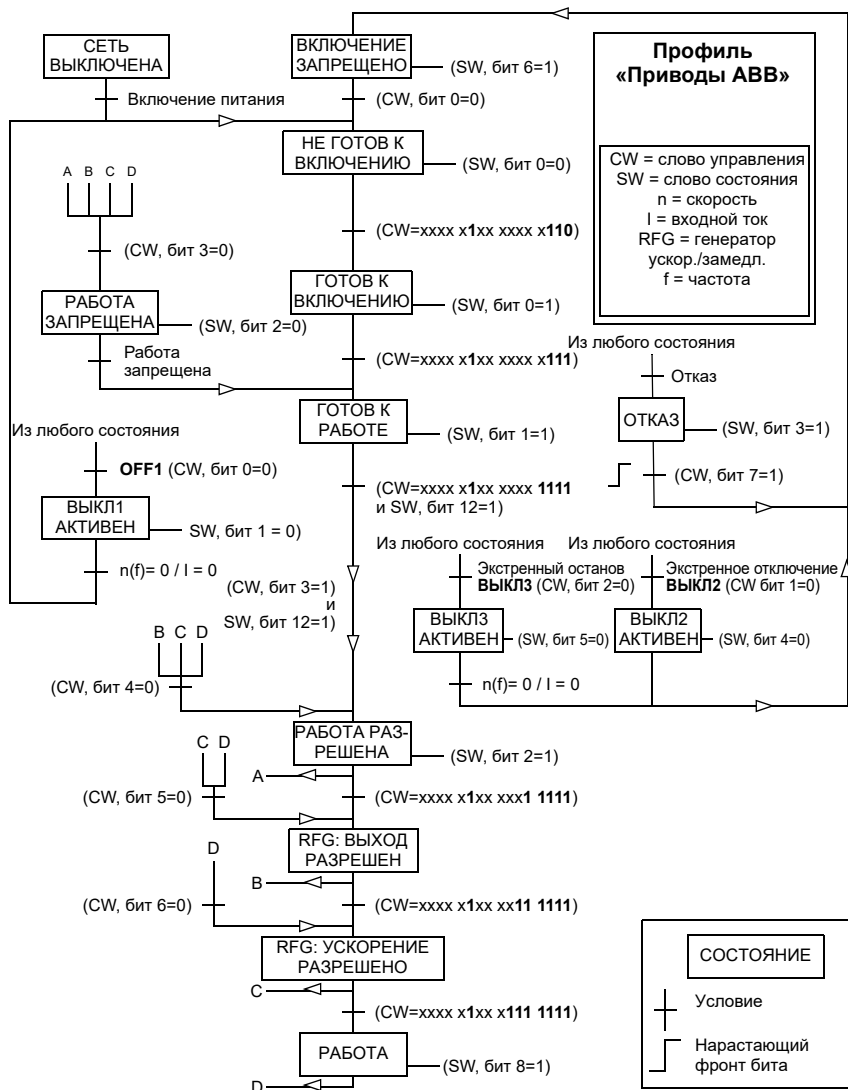 СЕТЬ
ВЫКЛЮЧЕНА
Включение питания
ВКЛЮЧЕНИЕ
ЗАПРЕЩЕНО
(SW, бит 6=1)
(CW, бит 0=0)
НЕ ГОТОВ К
ВКЛЮЧЕНИЮ
(SW, бит 0=0)
Профиль
«Приводы ABB»
CW = слово управления
SW = слово состояния
n = скорость
I = входной ток
RFG = генератор
ускор./замедл.
f = частота
A B C D
(CW, бит 3=0)
РАБОТА
ЗАПРЕЩЕНА
(SW, бит 2=0)
Работа
запрещена
(CW=xxxx x1xx xxxx x110)
ГОТОВ К
ВКЛЮЧЕНИЮ
(SW, бит 0=1)
(CW=xxxx x1xx xxxx x111)
ГОТОВ К
РАБОТЕ
(SW, бит 1=1)
Из любого состояния
Отказ
ОТКАЗ
(SW, бит 3=1)
(CW, бит 7=1)
Из любого состояния
OFF1 (CW, бит 0=0)
ВЫКЛ1
АКТИВЕН
SW, бит 1 = 0)
n(f)= 0 / I = 0
(CW=xxxx x1xx xxxx 1111
и SW, бит 12=1)
(CW, бит 3=1)
и
SW, бит 12=1)
Из любого состояния
Экстренный останов
ВЫКЛ3 (CW, бит 2=0)
ВЫКЛ3
АКТИВЕН
(SW, бит 5=0)
n(f)= 0 / I = 0
Из любого состояния
Экстренное отключение
ВЫКЛ2 (CW бит 1=0)
ВЫКЛ2
АКТИВЕН
(SW, бит 4=0)
B C D
(CW, бит 4=0)
РАБОТА РАЗ-
РЕШЕНА
(SW, бит 2=1)
A
C D
(CW, бит 5=0)
(CW=xxxx x1xx xxx1 1111)
RFG: ВЫХОД
РАЗРЕШЕН
B
D
(CW, бит 6=0)
(CW=xxxx x1xx xx11 1111)
RFG: УСКОРЕНИЕ
РАЗРЕШЕНО
C
(CW=xxxx x1xx x111 1111)
РАБОТА
(SW, бит 8=1)
D
СОСТОЯНИЕ
Условие
Нарастающий
фронт бита